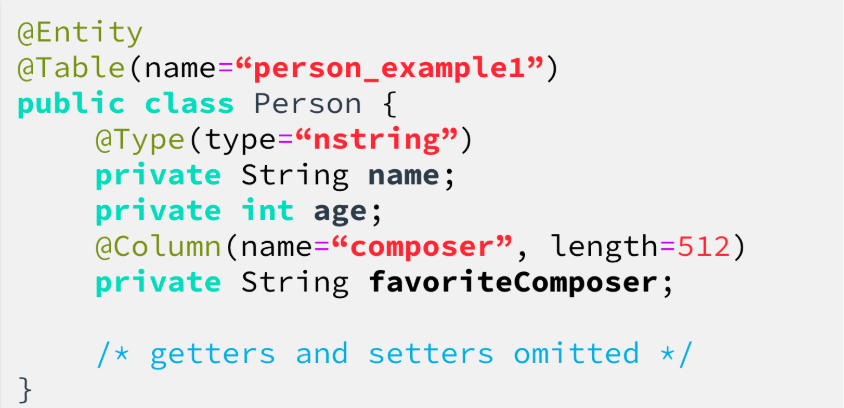 @Entity
@Table(name=“person_example1”)
public class Person {
@Type(type=“nstring”)
private String name;
private int age;
@Column(name=“composer”, length=512)
private String favoriteComposer;
/* getters and setters omitted */
}